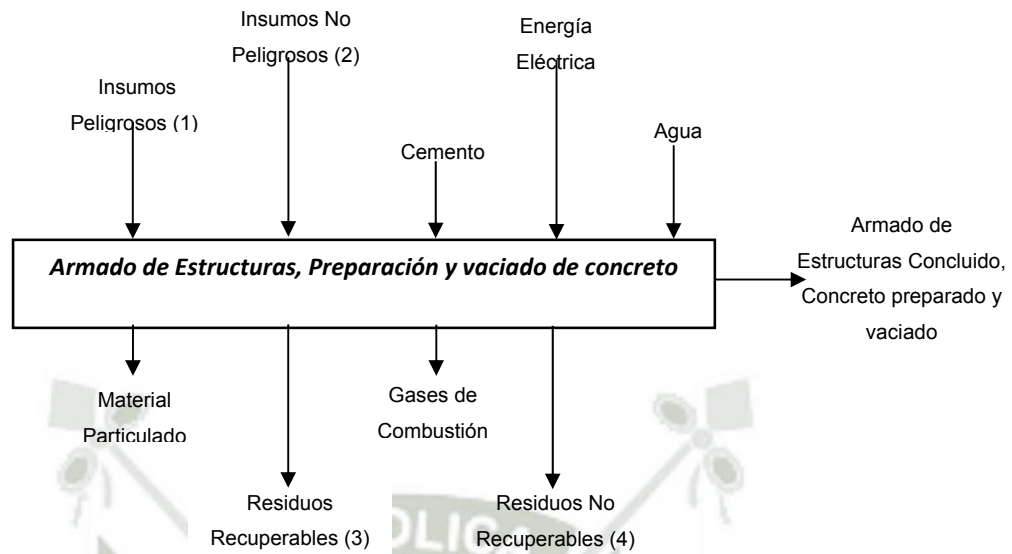 Insumos No
Peligrosos (2)
Energía
Eléctrica
Insumos
Peligrosos (1)
Cemento
Agua
Armado de Estructuras, Preparación y vaciado de concreto
Armado de
Estructuras Concluido,
Concreto preparado y
vaciado
Material
Particulado
Gases de
Combustión
Residuos
Recuperables (3)
Residuos No
Recuperables (4)